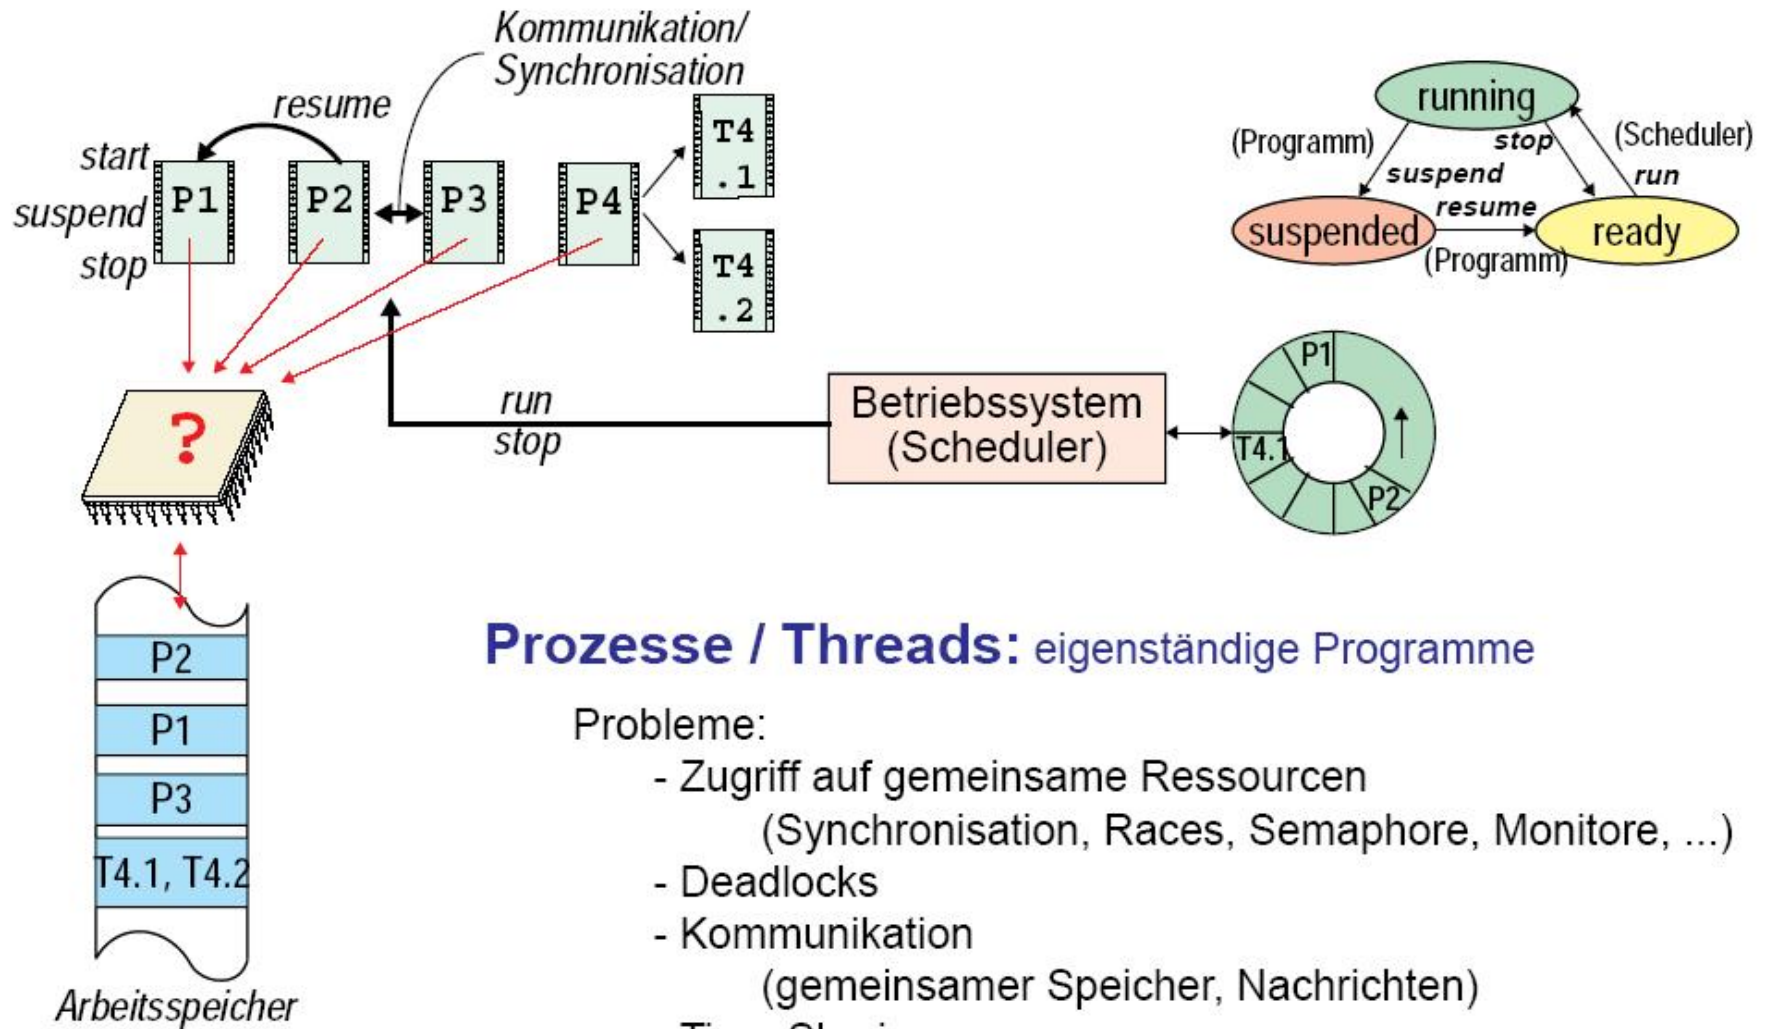 Kommunikation/
Synchronisation
resume
start
suspend
stop
P1
P2
P3
P4
T4
.1
T4
.2
running
(Programm)
stop
(Scheduler)
suspend
run
resume
suspended
ready
(Programm)
?
run
stop
Betriebssystem
(Scheduler)
P1
T4.1
P2
P2
P1
P3
T4.1, T4.2
Arbeitsspeicher
Prozesse / Threads: eigenständige Programme
Probleme:
- Zugriff auf gemeinsame Ressourcen
(Synchronisation, Races, Semaphore, Monitore, ...)
- Deadlocks
- Kommunikation
(gemeinsamer Speicher, Nachrichten)